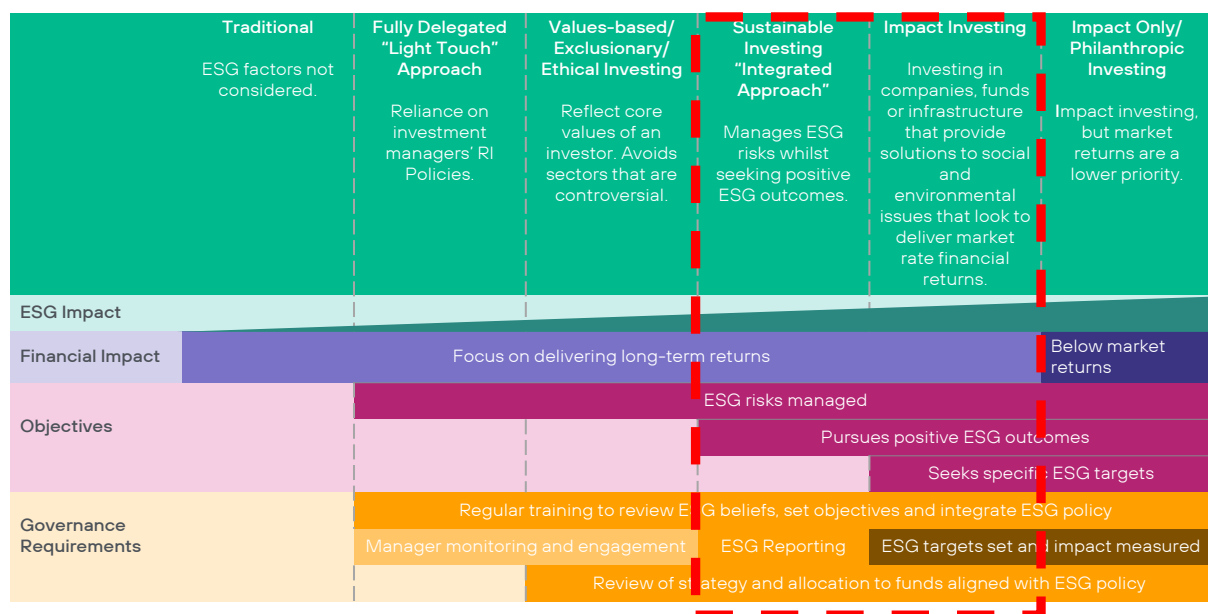 Traditional
ESG factors not
considered.
Fully Delegated
“Light Touch”
Approach
Reliance on
investment
managers’ RI
Policies.
Values-based/
Exclusionary/
Ethical Investing
Reflect core
values of an
investor. Avoids
sectors that are
controversial.
Sustainable
Investing
“Integrated
Approach”
Manages ESG
risks whilst
seeking positive
ESG outcomes.
Impact Investing
Investing in
companies, funds
or infrastructure
that provide
solutions to social
and
environmental
issues that look to
deliver market
rate financial
returns.
Impact Only/
Philanthropic
Investing
Impact investing,
but market
returns are a
lower priority.
ESG Impact
Financial Impact
Focus on delivering long-term returns
Below market
returns
Objectives
ESG risks managed
Pursues positive ESG outcomes
Seeks specific ESG targets
Governance
Requirements
Regular training to review ESG beliefs, set objectives and integrate ESG policy
Manager monitoring and engagement
ESG Reporting
ESG targets set and impact measured
Review of strategy and allocation to funds aligned with ESG policy